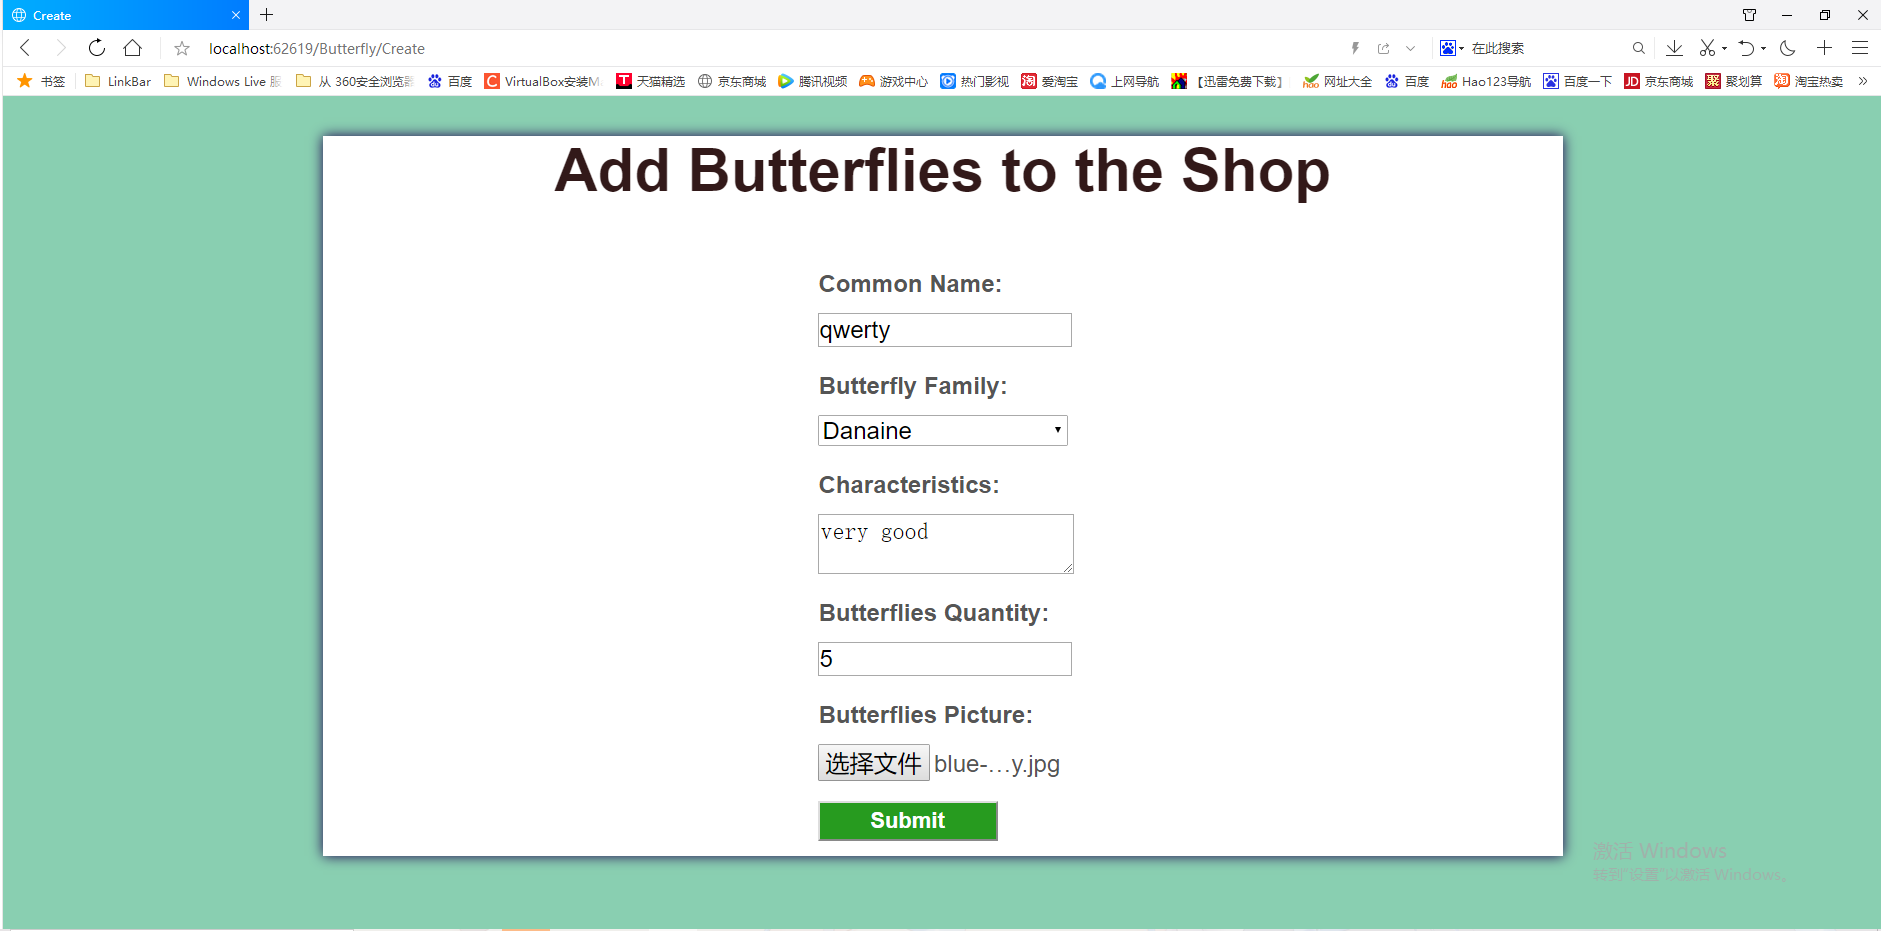 Create
localhost:62619/Butterfly/Create
在此搜索
书签 LinkBar Windows Live 服 从 360安全浏览器 百度 VirtualBox安装M 天猫精选 京东商城 腾讯视频 游戏中心 热门影视 爱淘宝 上网导航 【迅雷免费下载】 网址大全 百度 Hao123导航 百度一下 京东商城 聚划算 淘宝热卖
Add Butterflies to the Shop
Common Name:
qwerty
Butterfly Family:
Danaine
Characteristics:
very good
Butterflies Quantity:
5
Butterflies Picture:
选择文件 blue-…y.jpg
Submit
激活 Windows
转到"设置"以激活 Windows。